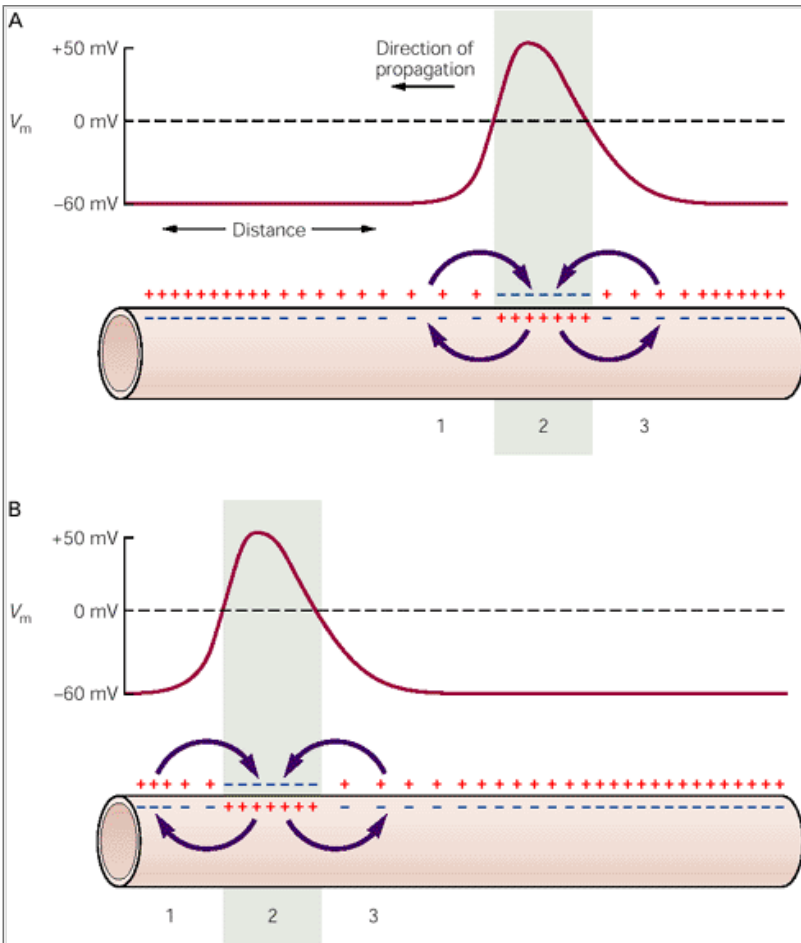 A
+50 mV
Direction of
propagation
Vm
0 mV
–60 mV
Distance
1 2 3
B
+50 mV
Vm
0 mV
–60 mV
1 2 3